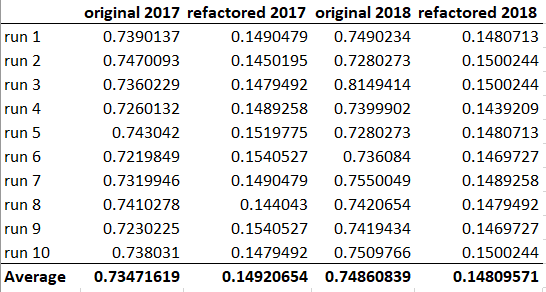 original 2017 refactored 2017 original 2018 refactored 2018
run 1 0.7390137 0.1490479 0.7490234 0.1480713
run 2 0.7470093 0.1450195 0.7280273 0.1500244
run 3 0.7360229 0.1479492 0.8149414 0.1500244
run 4 0.7260132 0.1489258 0.7399902 0.1439209
run 5 0.743042 0.1519775 0.7280273 0.1480713
run 6 0.7219849 0.1540527 0.736084 0.1469727
run 7 0.7319946 0.1490479 0.7550049 0.1489258
run 8 0.7410278 0.144043 0.7420654 0.1479492
run 9 0.7230225 0.1540527 0.7419434 0.1469727
run 10 0.738031 0.1479492 0.7509766 0.1500244
Average 0.73471619 0.14920654 0.74860839 0.14809571